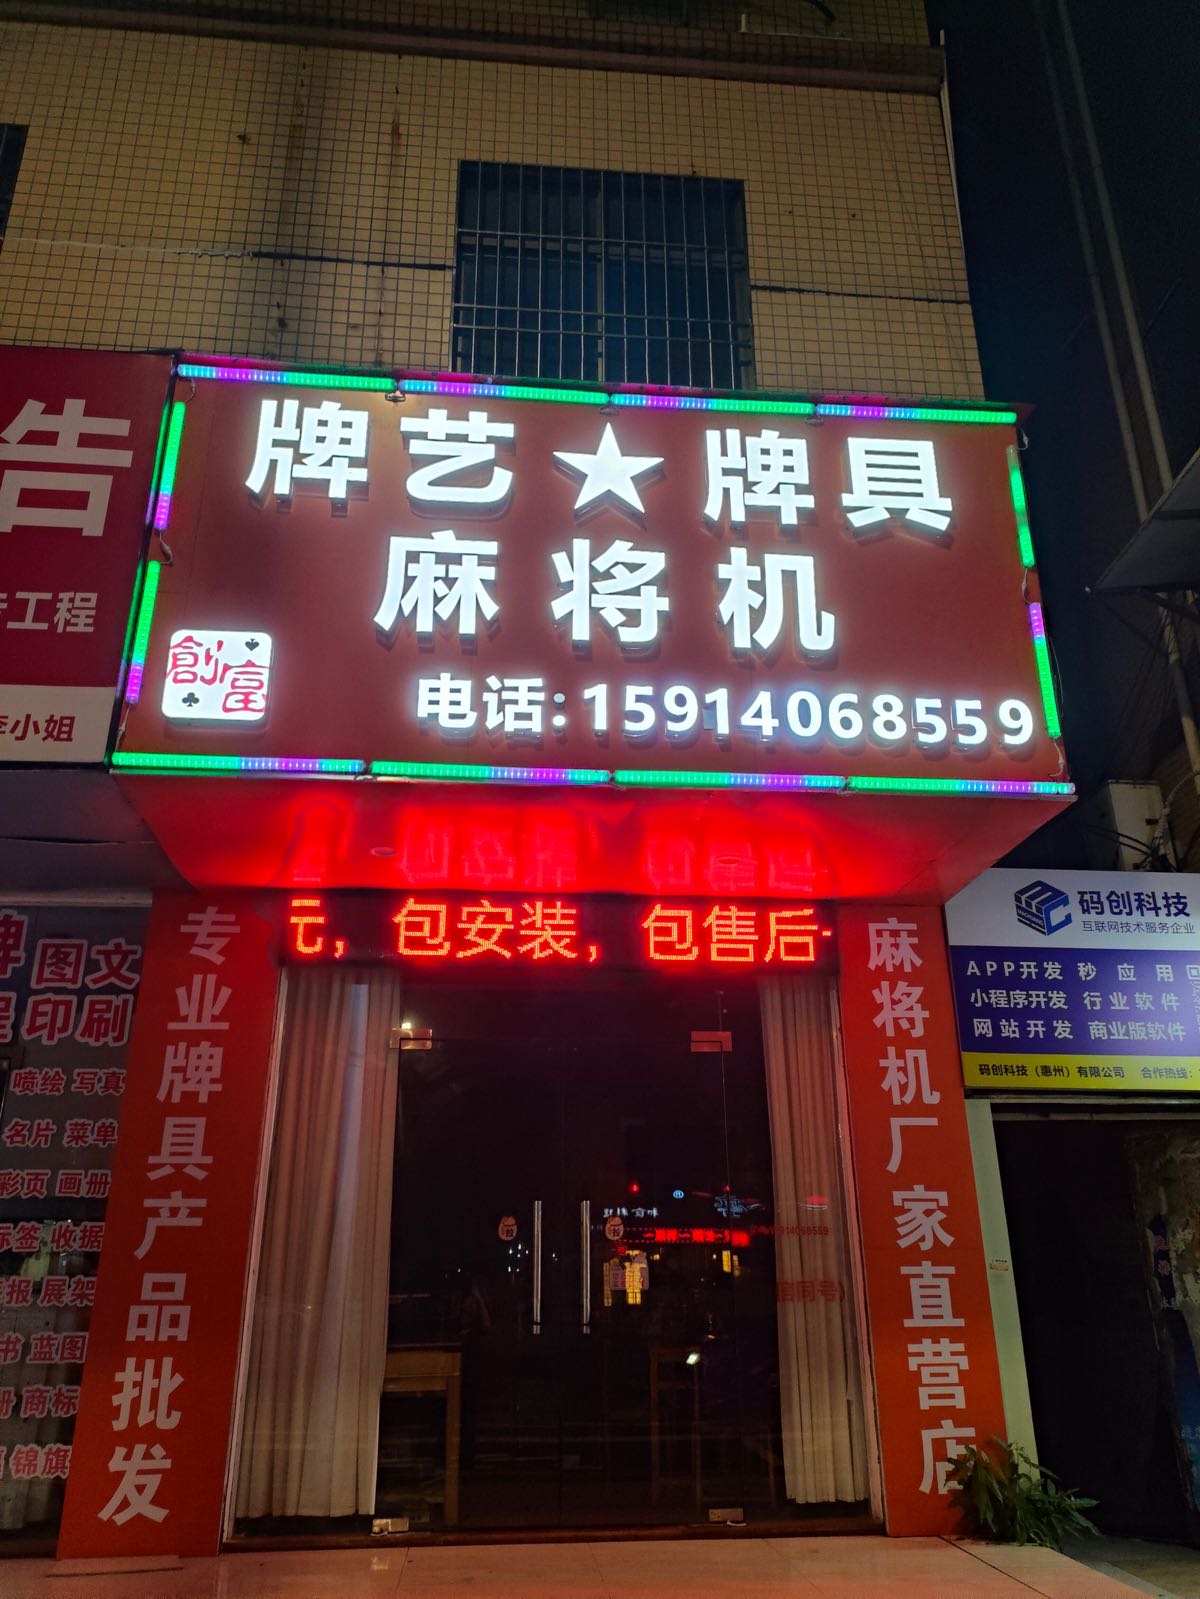 牌艺★牌具
麻将机
创富
电话:15914068559
元，包安装，包售后
专业牌具产品批发
麻将机厂家直营店
告
工程
小姐
图文
印刷
喷绘 写真
名片 菜单
彩页 画册
标签 收据
展架
蓝图
商标
锦旗
码创科技
互联网技术服务企业
APP开发 秒应用
小程序开发 行业软件
网站开发 商业版软件
码创科技（惠州）有限公司 合作热线：
拉
拉
15914068559